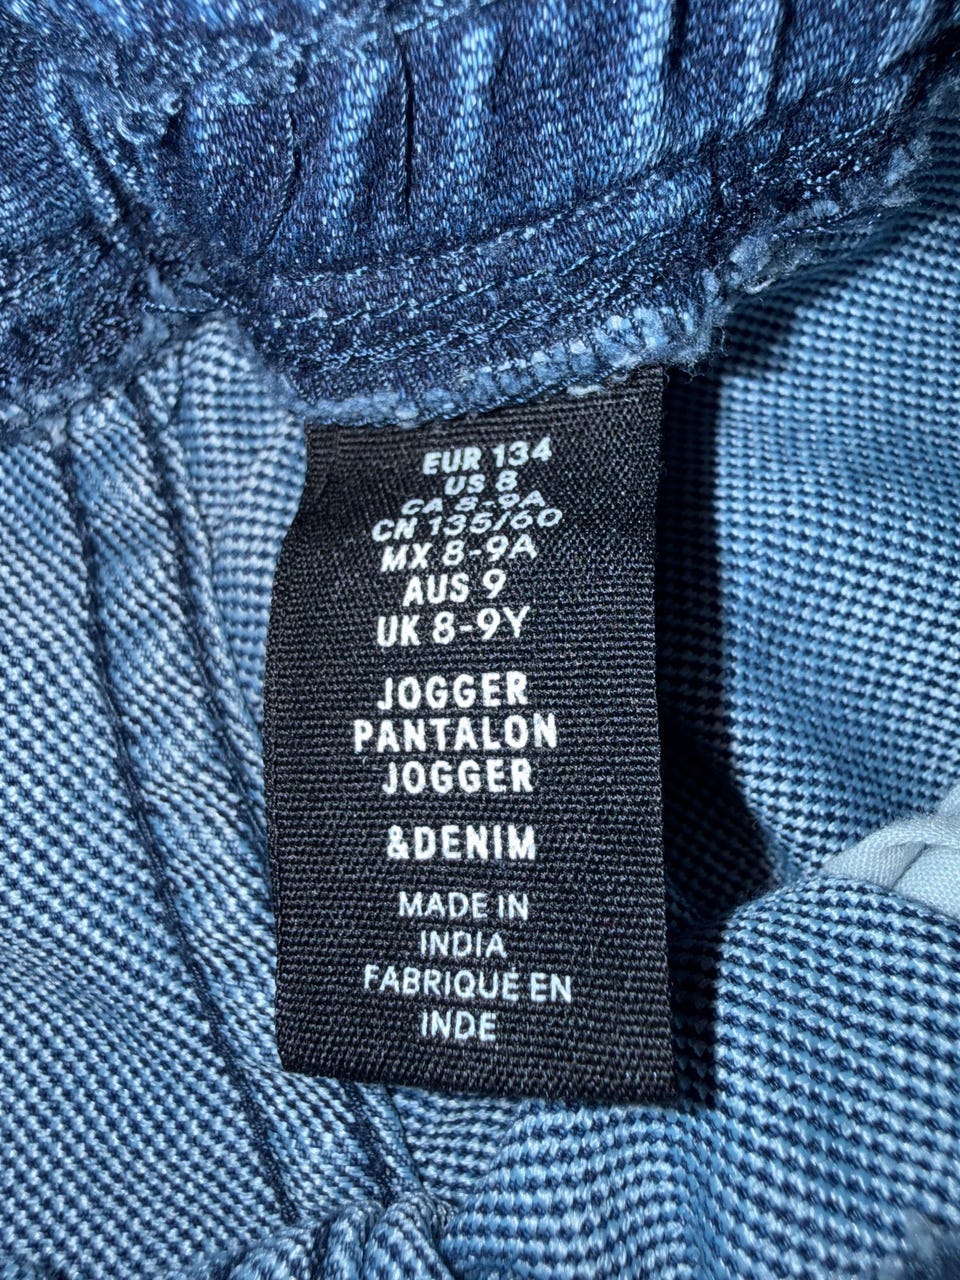 EUR 134
US 8
CA 8-9A
CN 135/60
MX 8-9A
AUS 9
UK 8-9Y
JOGGER
PANTALON
JOGGER
&DENIM
MADE IN
INDIA
FABRIQUÉ EN
INDE